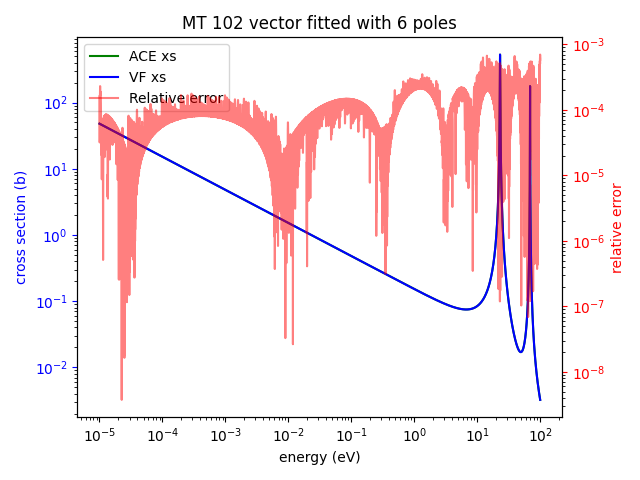 MT 102 vector fitted with 6 poles
ACE xs
VF xs
Relative error
cross section (b)
10^2
10^1
10^0
10^-1
10^-2
10^-3
10^-4
10^-5
10^-6
10^-7
10^-8
relative error
10^-5 10^-4 10^-3 10^-2 10^-1 10^0 10^1 10^2
energy (eV)